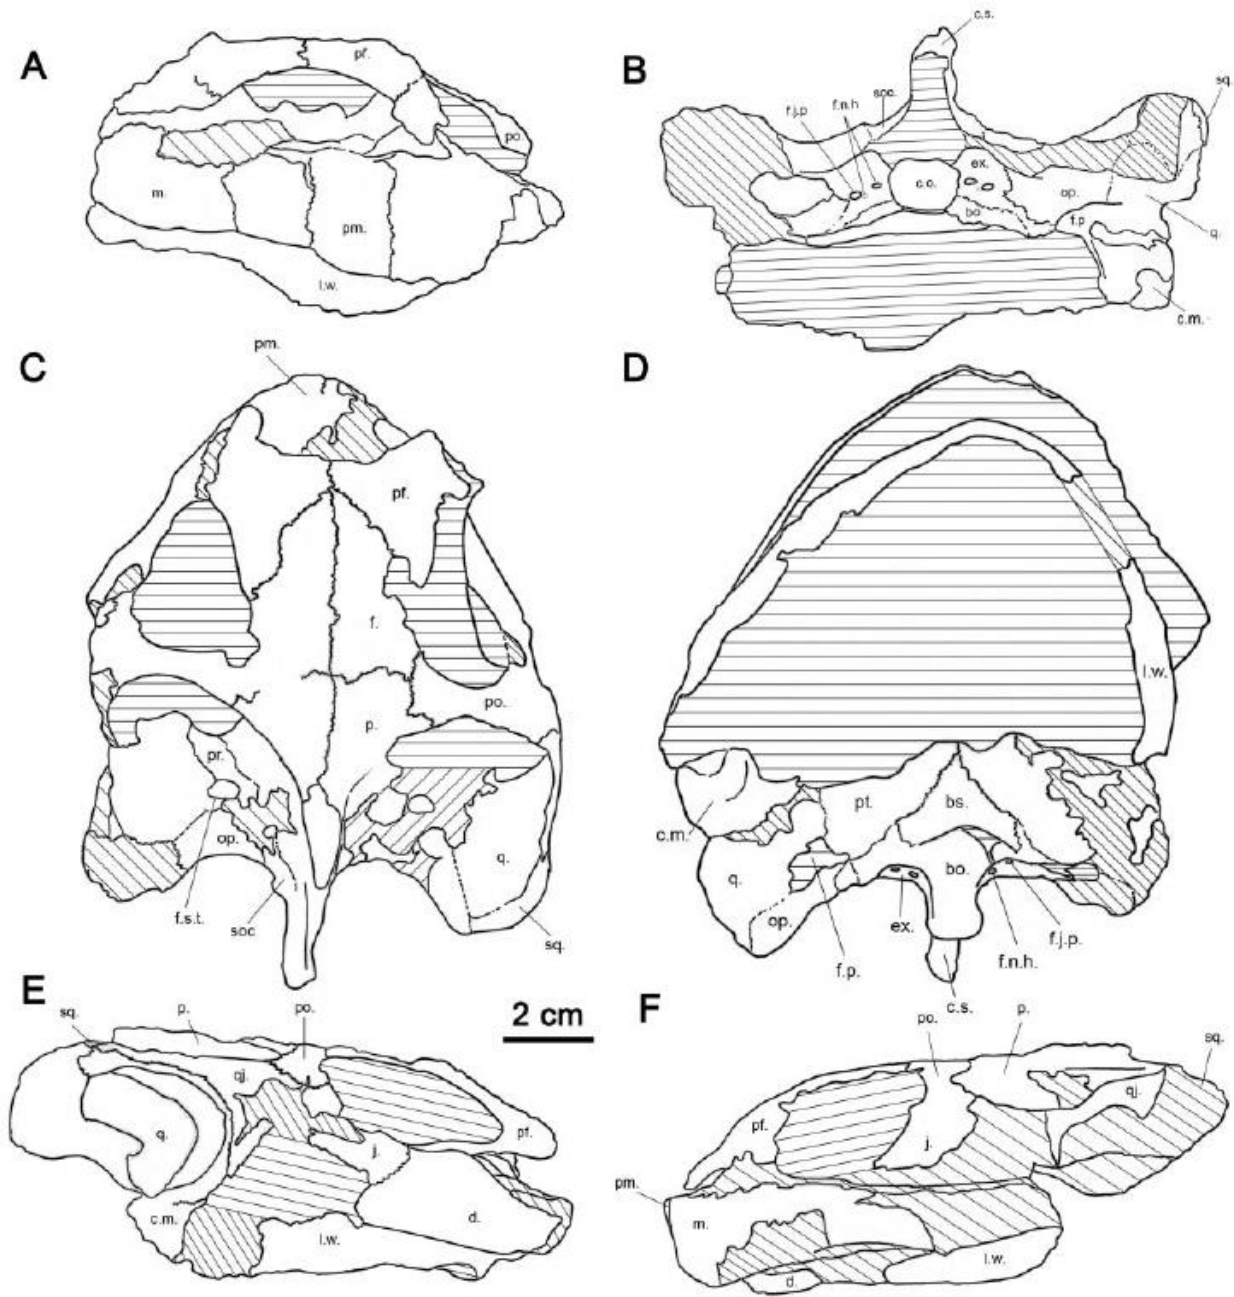 A
pf.
po.
m.
pm.
l.w.
B
c.s.
sq.
f.j.p
f.n.h
soc.
ex.
c.o.
op.
bo.
f.p
q.
c.m.
C
pm.
pf.
f.
po.
p.
pr.
op.
q.
f.s.t.
soc
sq.
D
l.w.
pt.
bs.
c.m.
q.
bo.
op.
ex.
f.p.
f.j.p.
f.n.h.
c.s.
E
2 cm
sq.
p.
po.
qj.
q.
pf.
j.
c.m.
d.
l.w.
F
po.
p.
sq.
qj.
pf.
j.
pm.
m.
l.w.
d.